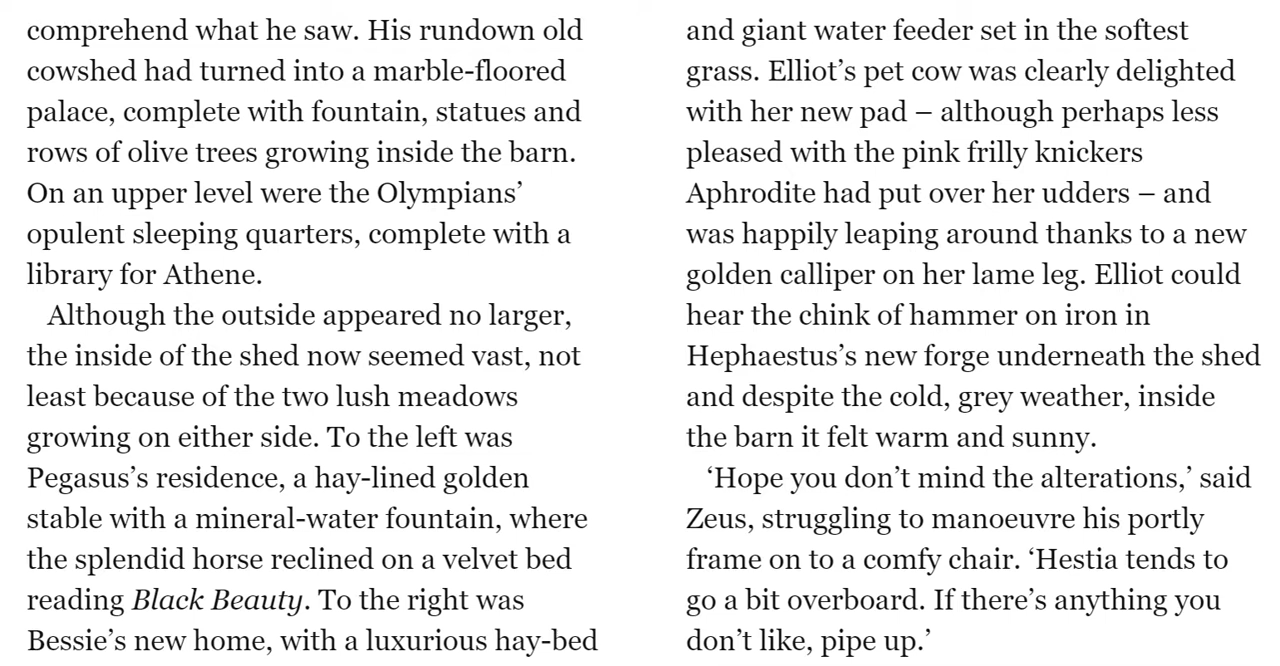 comprehend what he saw. His rundown old
cowshed had turned into a marble-floored
palace, complete with fountain, statues and
rows of olive trees growing inside the barn.
On an upper level were the Olympians’
opulent sleeping quarters, complete with a
library for Athene.
Although the outside appeared no larger,
the inside of the shed now seemed vast, not
least because of the two lush meadows
growing on either side. To the left was
Pegasus’s residence, a hay-lined golden
stable with a mineral-water fountain, where
the splendid horse reclined on a velvet bed
reading Black Beauty. To the right was
Bessie’s new home, with a luxurious hay-bed
and giant water feeder set in the softest
grass. Elliot’s pet cow was clearly delighted
with her new pad – although perhaps less
pleased with the pink frilly knickers
Aphrodite had put over her udders – and
was happily leaping around thanks to a new
golden calliper on her lame leg. Elliot could
hear the chink of hammer on iron in
Hephaestus’s new forge underneath the shed
and despite the cold, grey weather, inside
the barn it felt warm and sunny.
‘Hope you don’t mind the alterations,’ said
Zeus, struggling to manoeuvre his portly
frame on to a comfy chair. ‘Hestia tends to
go a bit overboard. If there’s anything you
don’t like, pipe up.’